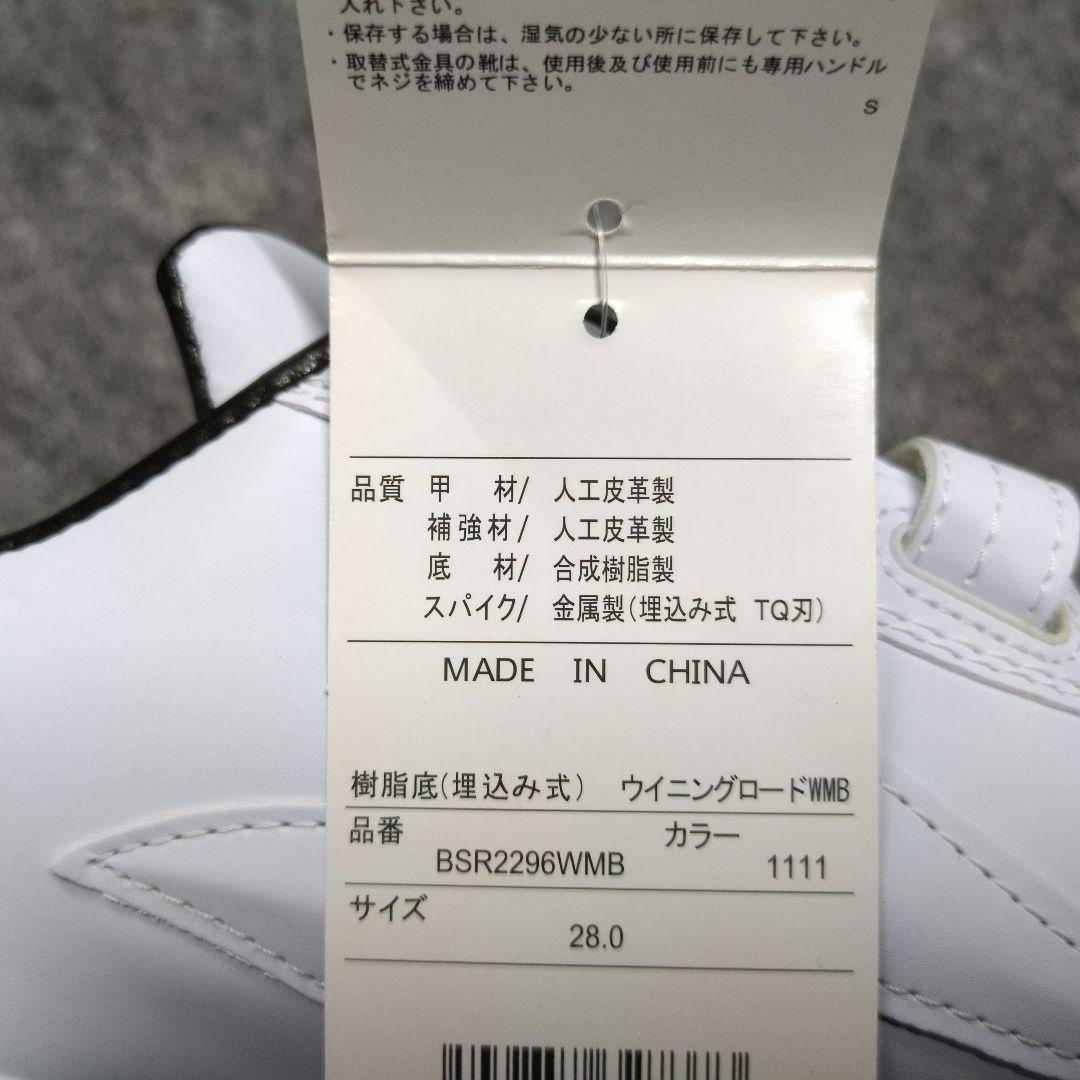 入れ下さい。
・保存する場合は、湿気の少ない所に保存して下さい。
・取替式金具の靴は、使用後及び使用前にも専用ハンドル
でネジを締めて下さい。
S
品質 甲 材/ 人工皮革製
補強材/ 人工皮革製
底 材/ 合成樹脂製
スパイク/ 金属製(埋込み式 TQ刃)
MADE IN CHINA
樹脂底(埋込み式) ウイニングロードWMB
品番 カラー
BSR2296WMB 1111
サイズ
28.0